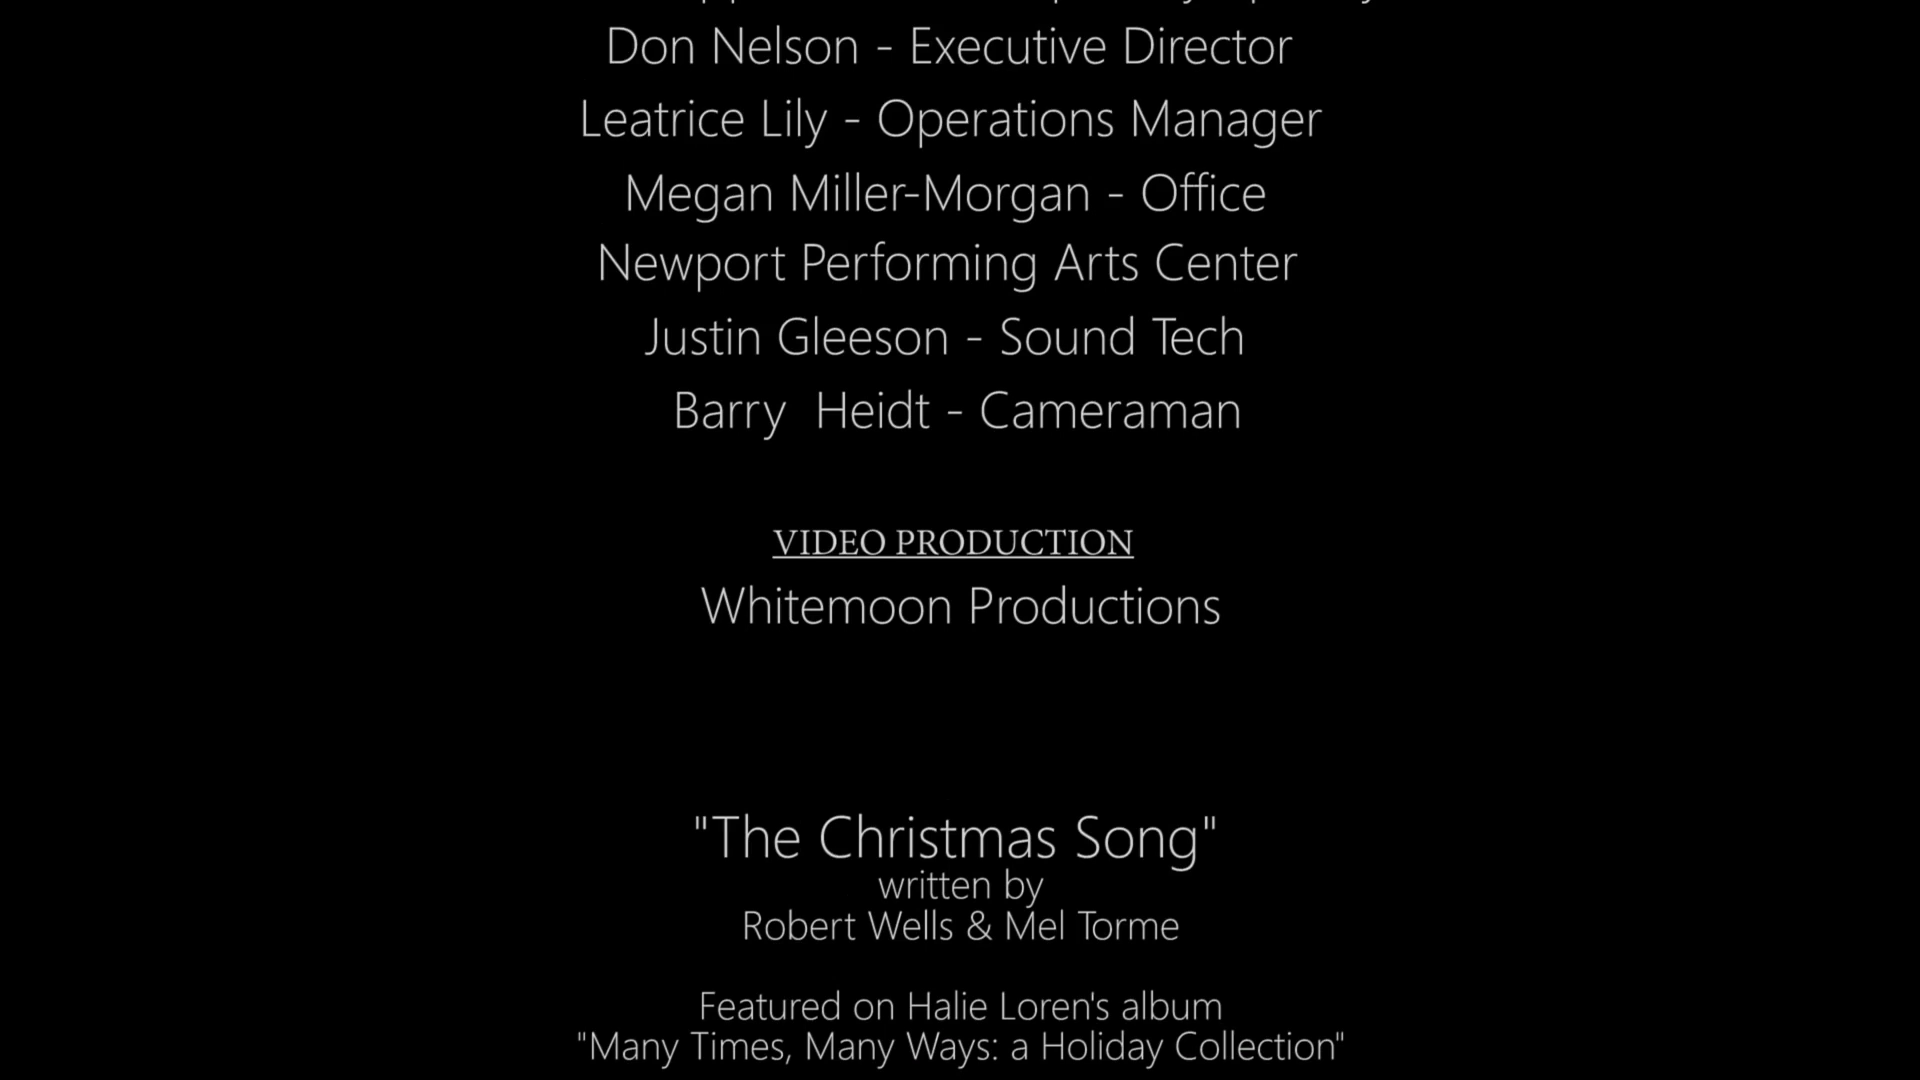 Don Nelson - Executive Director
Leatrice Lily - Operations Manager
Megan Miller-Morgan - Office
Newport Performing Arts Center
Justin Gleeson - Sound Tech
Barry  Heidt - Cameraman
VIDEO PRODUCTION
Whitemoon Productions
"The Christmas Song"
written by
Robert Wells & Mel Torme
Featured on Halie Loren's album
"Many Times, Many Ways: a Holiday Collection"